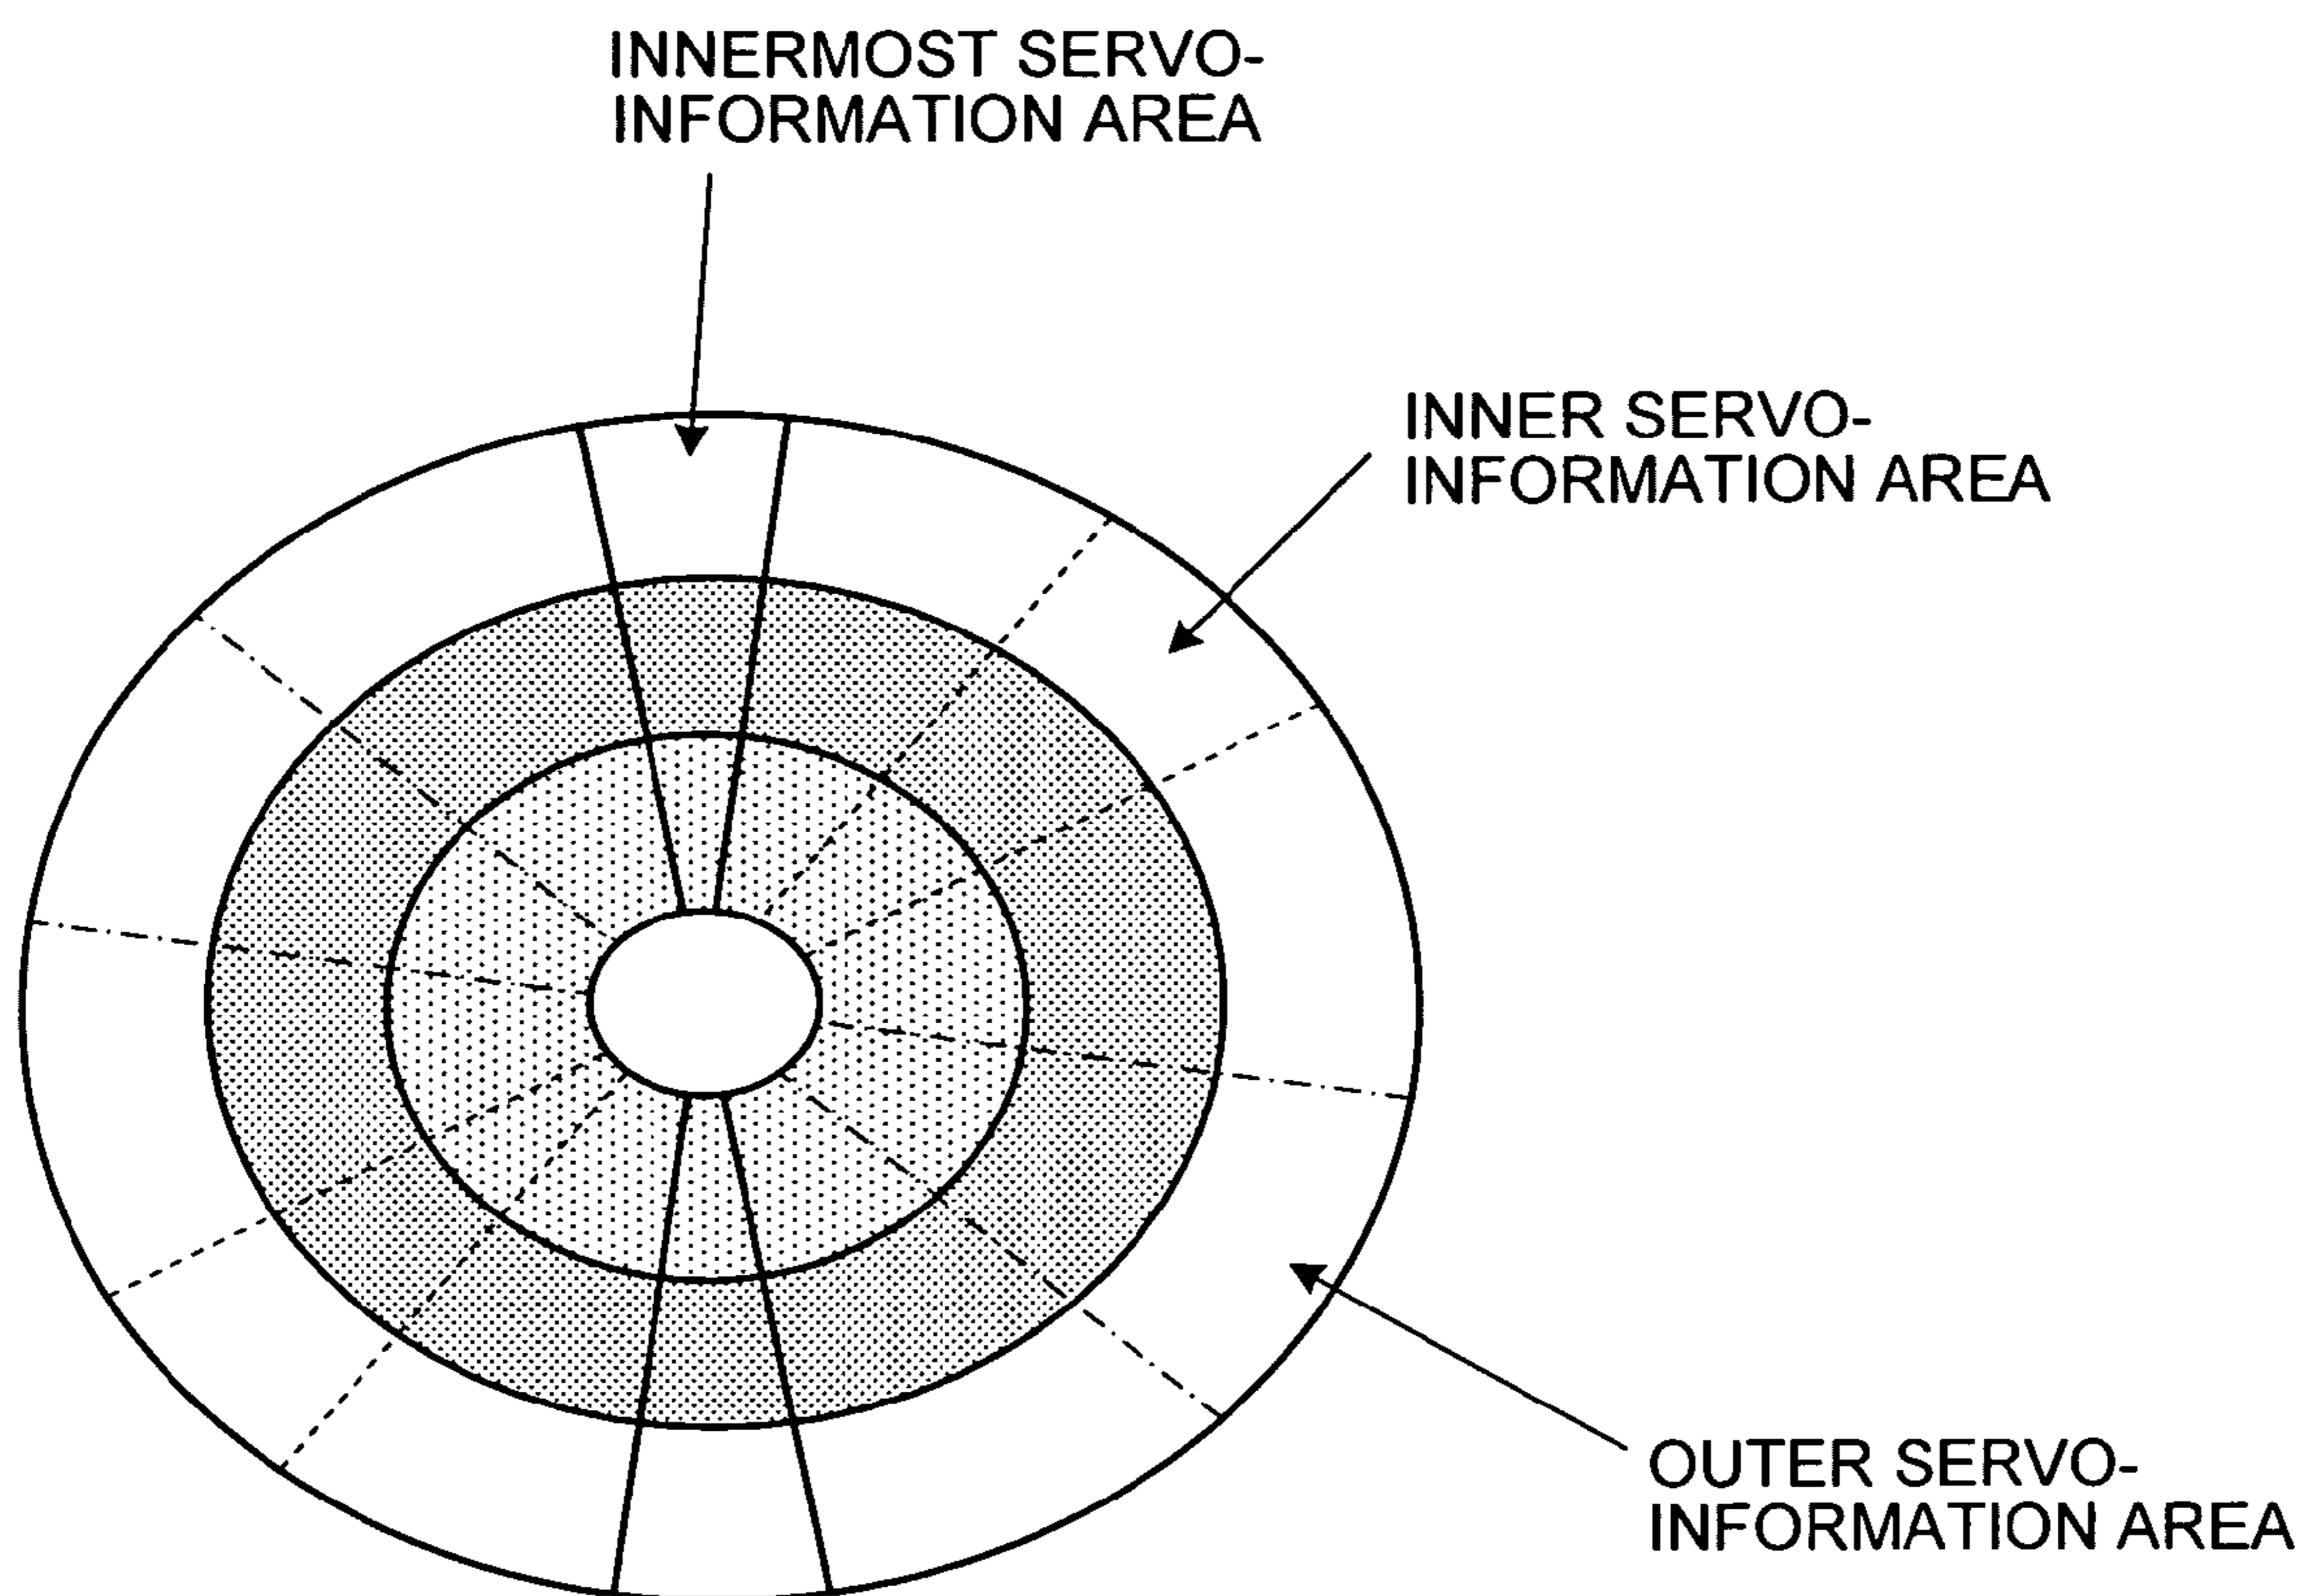 INNERMOST SERVO-
INFORMATION AREA
INNER SERVO-
INFORMATION AREA
OUTER SERVO-
INFORMATION AREA